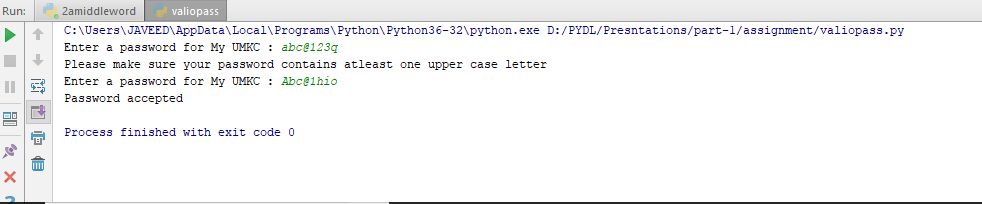 Run: 2amiddleword valiopass
C:\Users\JAVEED\AppData\Local\Programs\Python\Python36-32\python.exe D:/PYDL/Presntations/part-1/assignment/valiopass.py
Enter a password for My UMKC : abc@123q
Please make sure your password contains atleast one upper case letter
Enter a password for My UMKC : Abc@1hio
Password accepted
Process finished with exit code 0